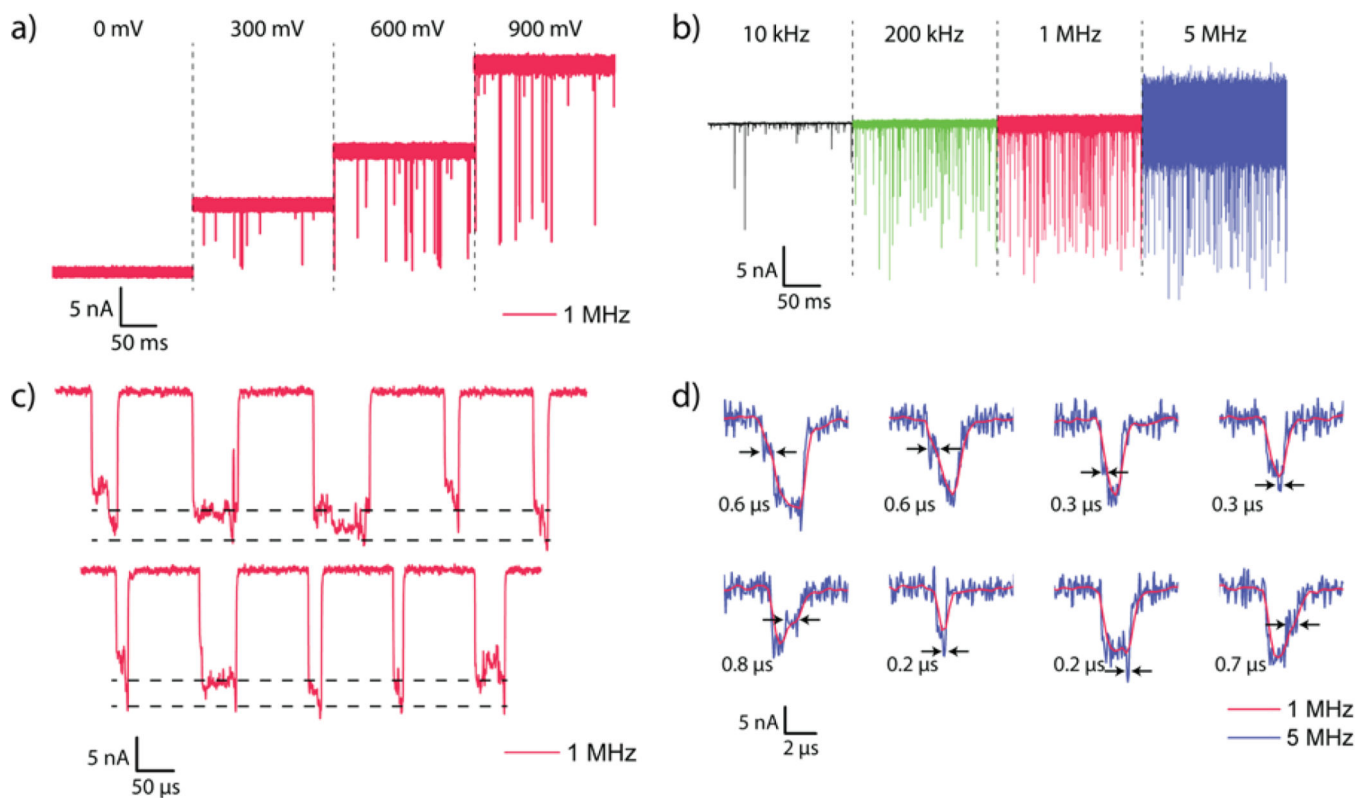 a)
0 mV 300 mV 600 mV 900 mV
5 nA
50 ms
1 MHz
b)
10 kHz 200 kHz 1 MHz 5 MHz
5 nA
50 ms
c)
5 nA
50 µs
1 MHz
d)
0.6 µs 0.6 µs 0.3 µs 0.3 µs
0.8 µs 0.2 µs 0.2 µs 0.7 µs
5 nA
2 µs
1 MHz
5 MHz